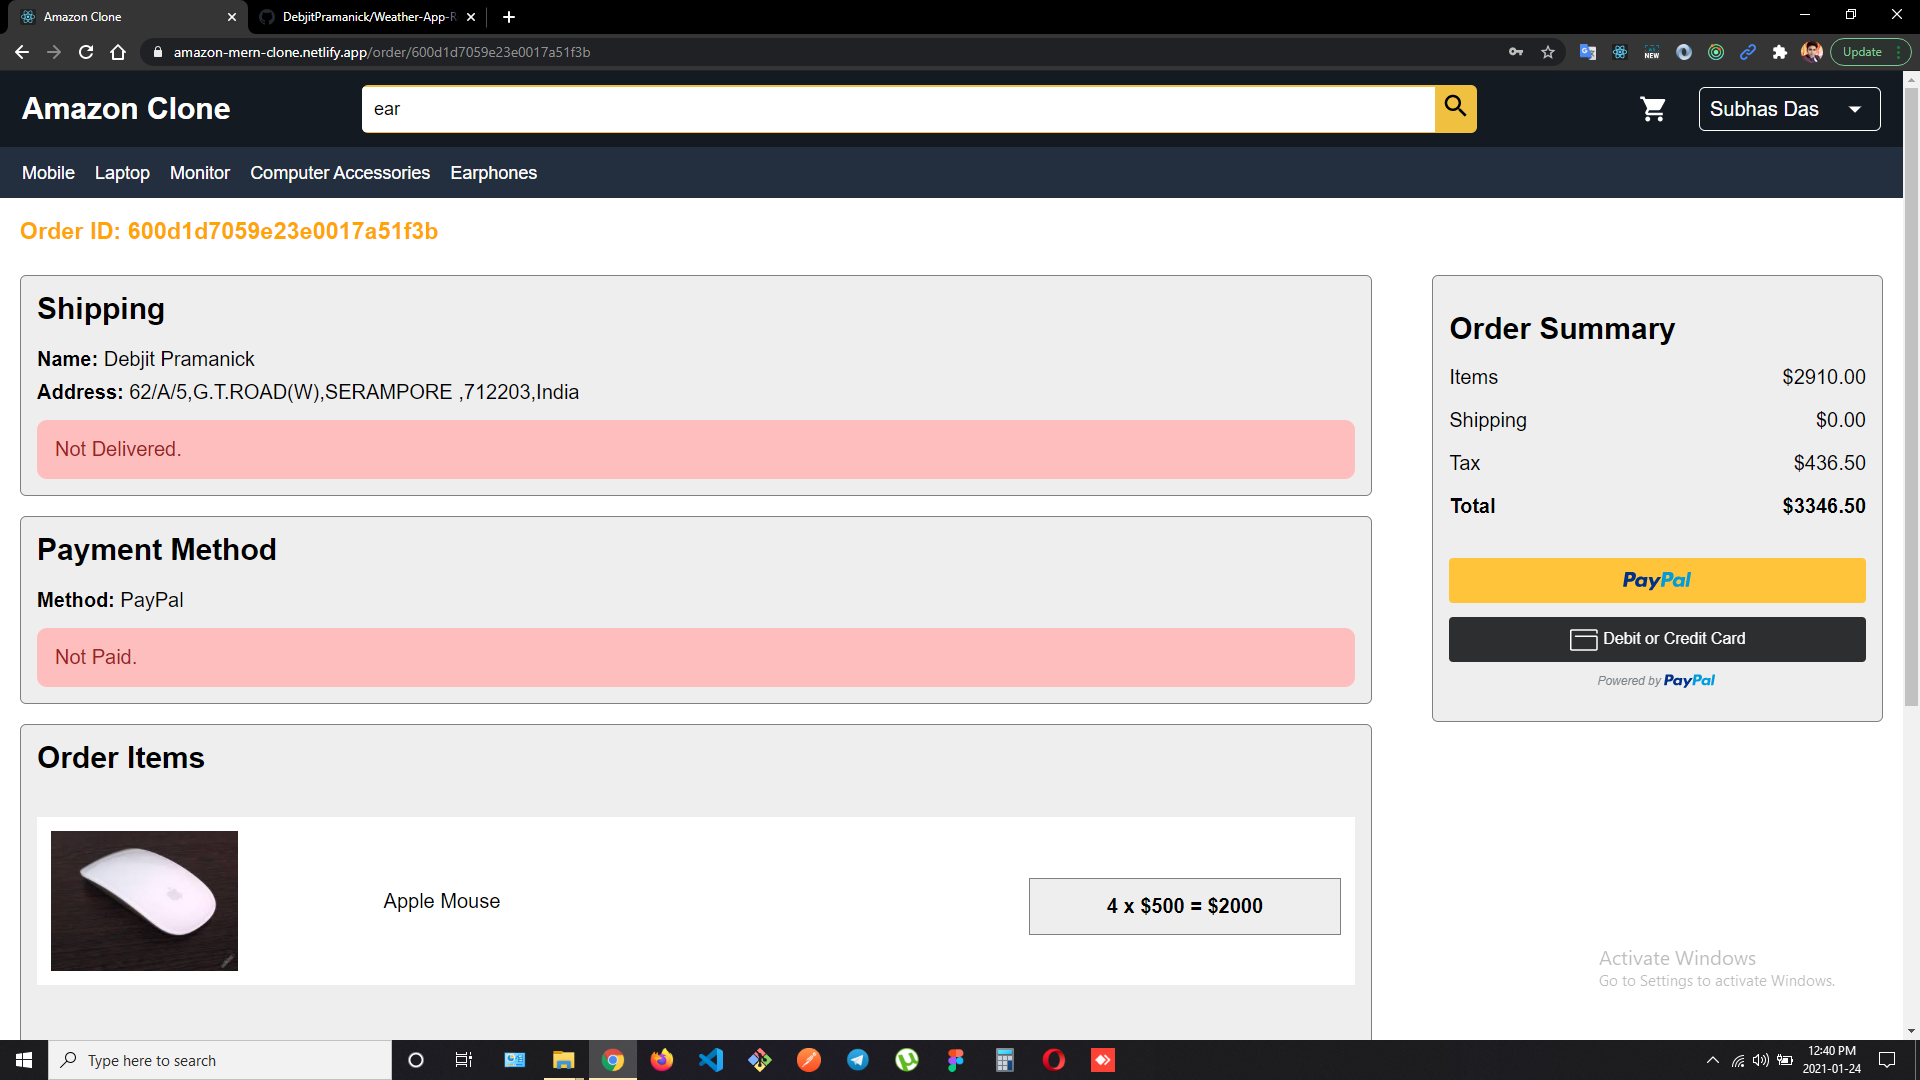 Amazon Clone
DebjitPramanick/Weather-App-R
amazon-mern-clone.netlify.app/order/600d1d7059e23e0017a51f3b
NEW
Update
Amazon Clone
ear
Subhas Das
Mobile Laptop Monitor Computer Accessories Earphones
Order ID: 600d1d7059e23e0017a51f3b
Shipping
Name: Debjit Pramanick
Address: 62/A/5,G.T.ROAD(W),SERAMPORE ,712203,India
Not Delivered.
Payment Method
Method: PayPal
Not Paid.
Order Items
Apple Mouse
4 x $500 = $2000
Order Summary
Items $2910.00
Shipping $0.00
Tax $436.50
Total $3346.50
PayPal
Debit or Credit Card
Powered by PayPal
Activate Windows
Go to Settings to activate Windows.
Type here to search
12:40 PM
2021-01-24